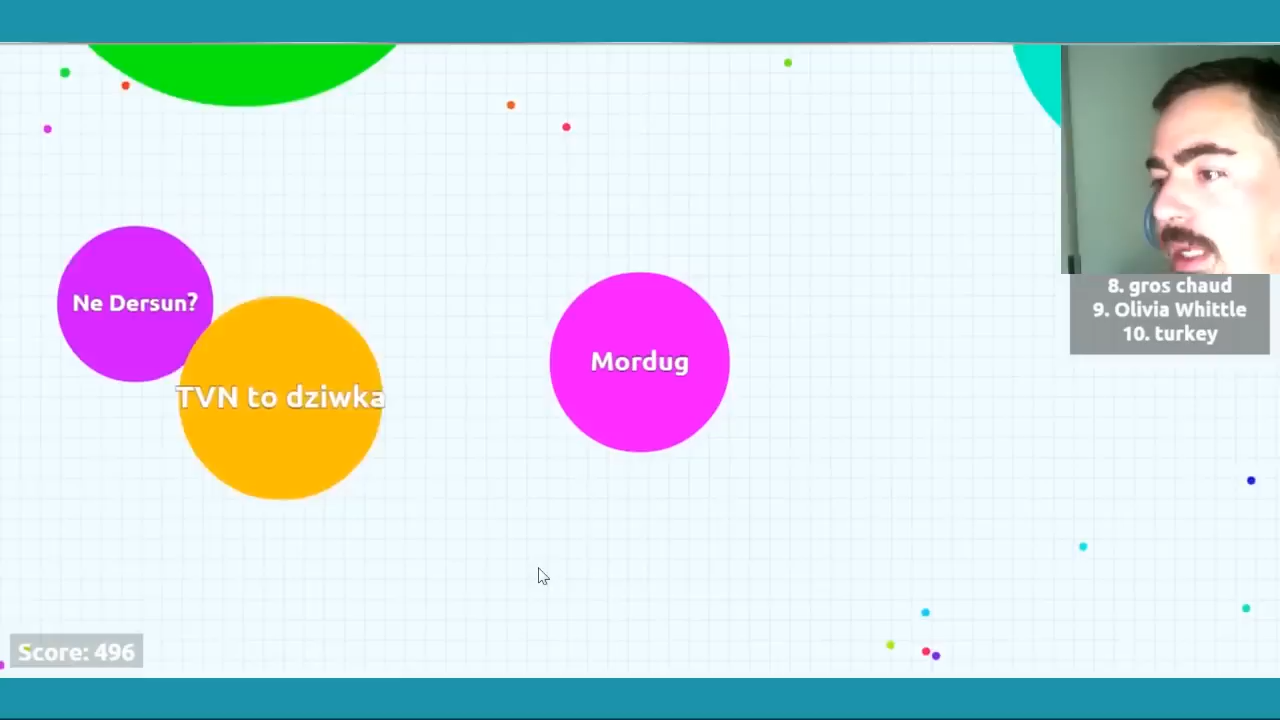 Ne Dersun?
TVN to dziwka
Mordug
8. gros chaud
9. Olivia Whittle
10. turkey
Score: 496